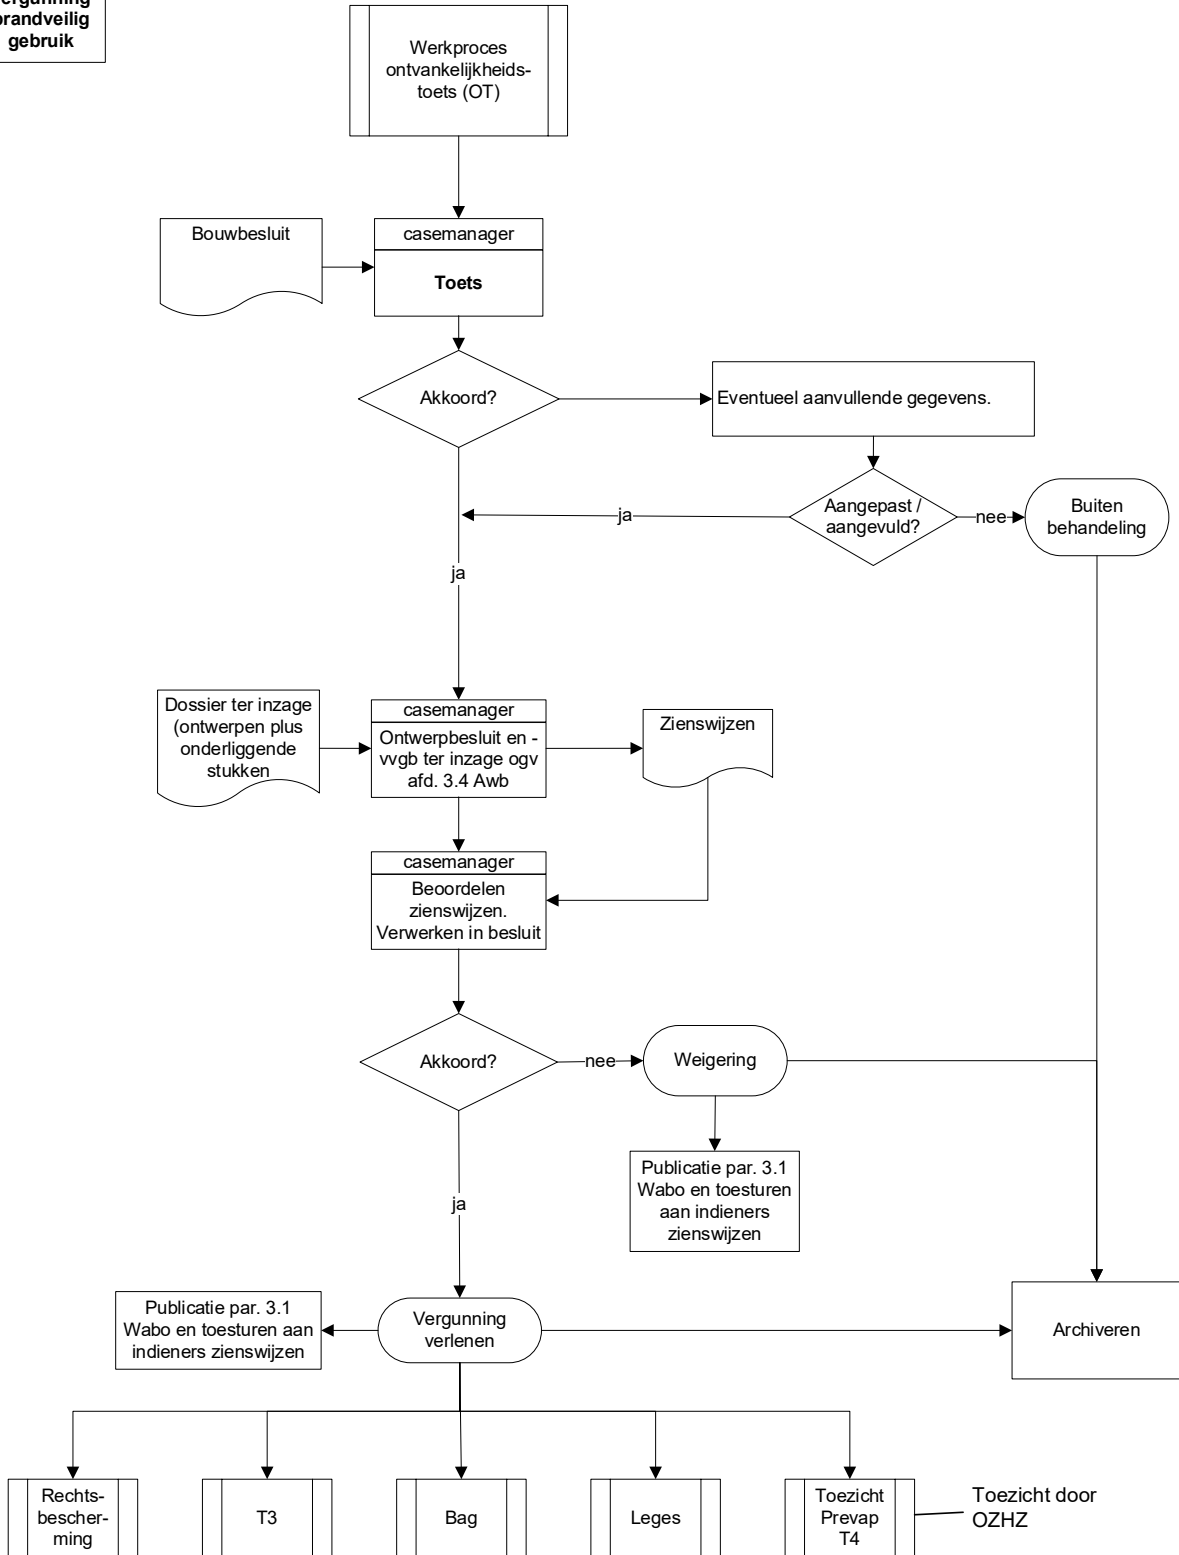 brandveilig
gebruik
Werkproces
ontvankelijkheids-
toets (OT)
Bouwbesluit
casemanager
Toets
Akkoord?
Eventueel aanvullende gegevens.
Aangepast /
aangevuld?
ja
nee
Buiten
behandeling
ja
Dossier ter inzage
(ontwerpen plus
onderliggende
stukken
casemanager
Ontwerpbesluit en -
vvgb ter inzage ogv
afd. 3.4 Awb
Zienswijzen
casemanager
Beoordelen
zienswijzen.
Verwerken in besluit
Akkoord?
nee
Weigering
Publicatie par. 3.1
Wabo en toesturen
aan indieners
zienswijzen
ja
Publicatie par. 3.1
Wabo en toesturen aan
indieners zienswijzen
Vergunning
verlenen
Archiveren
Rechts-
bescher-
ming
T3
Bag
Leges
Toezicht
Prevap
T4
Toezicht door
OZHZ